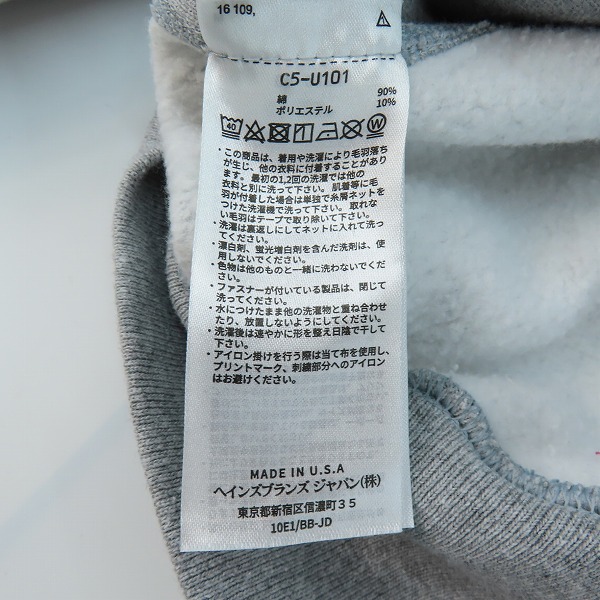 16 109,
C5-U101
綿 90%
ポリエステル 10%
40
・この商品は、着用や洗濯により毛羽落ち
が生じ、他の衣料に付着することがあり
ます。最初の1,2回の洗濯では他の
衣料と別に洗って下さい。肌着等に毛
羽が付着した場合は単独で糸屑ネットを
つけた洗濯機で洗って下さい。取れな
い毛羽はテープで取り除いて下さい。
・洗濯は裏返しにしてネットに入れて洗っ
てください。
・漂白剤、蛍光増白剤を含んだ洗剤は、使
用しないでください。
・色物は他のものと一緒に洗わないでくだ
さい。
・ファスナーが付いている製品は、閉じて
洗ってください。
・水につけたまま他の洗濯物と重ね合わせ
たり、放置しないようにしてください。
・洗濯後は速やかに形を整え日陰で干して
下さい。
・アイロン掛けを行う際は当て布を使用し、
プリントマーク、刺繍部分へのアイロン
はお避けください。
MADE IN U.S.A
ヘインズブランズ ジャパン(株)
東京都新宿区信濃町３５
10E1/BB-JD